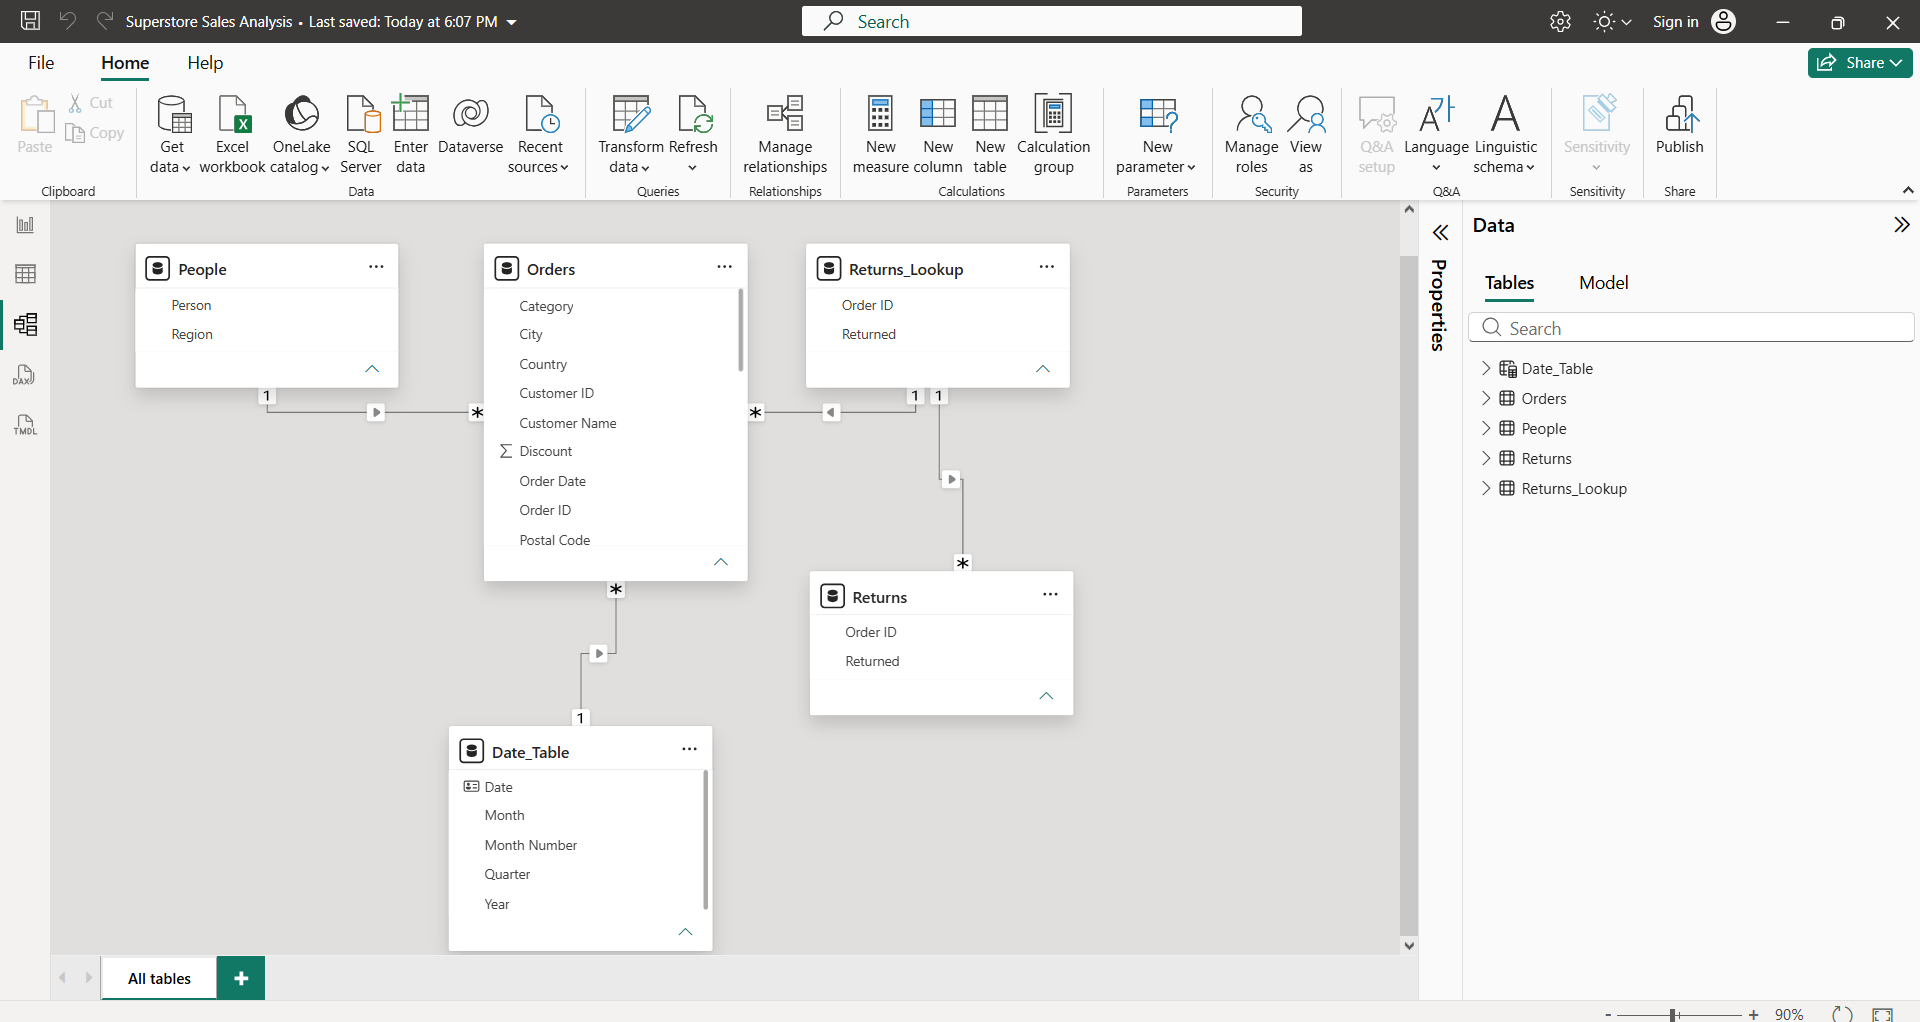 Superstore Sales Analysis • Last saved: Today at 6:07 PM
Search
Sign in
File
Home
Help
Share
Paste
Cut
Copy
Clipboard
Get data
Excel workbook
OneLake catalog
SQL Server
Enter data
Dataverse
Recent sources
Data
Transform data
Refresh
Queries
Manage relationships
Relationships
New measure
New column
New table
Calculation group
Calculations
New parameter
Parameters
Manage roles
View as
Security
Q&A setup
Language
Linguistic schema
Q&A
Sensitivity
Sensitivity
Publish
Share
DAX
TMDL
People
Person
Region
1
*
Orders
Category
City
Country
Customer ID
Customer Name
Σ Discount
Order Date
Order ID
Postal Code
*
*
1
Returns_Lookup
Order ID
Returned
1
1
*
Returns
Order ID
Returned
Date_Table
Date
Month
Month Number
Quarter
Year
All tables
+
Properties
Data
Tables
Model
Search
Date_Table
Orders
People
Returns
Returns_Lookup
- + 90%